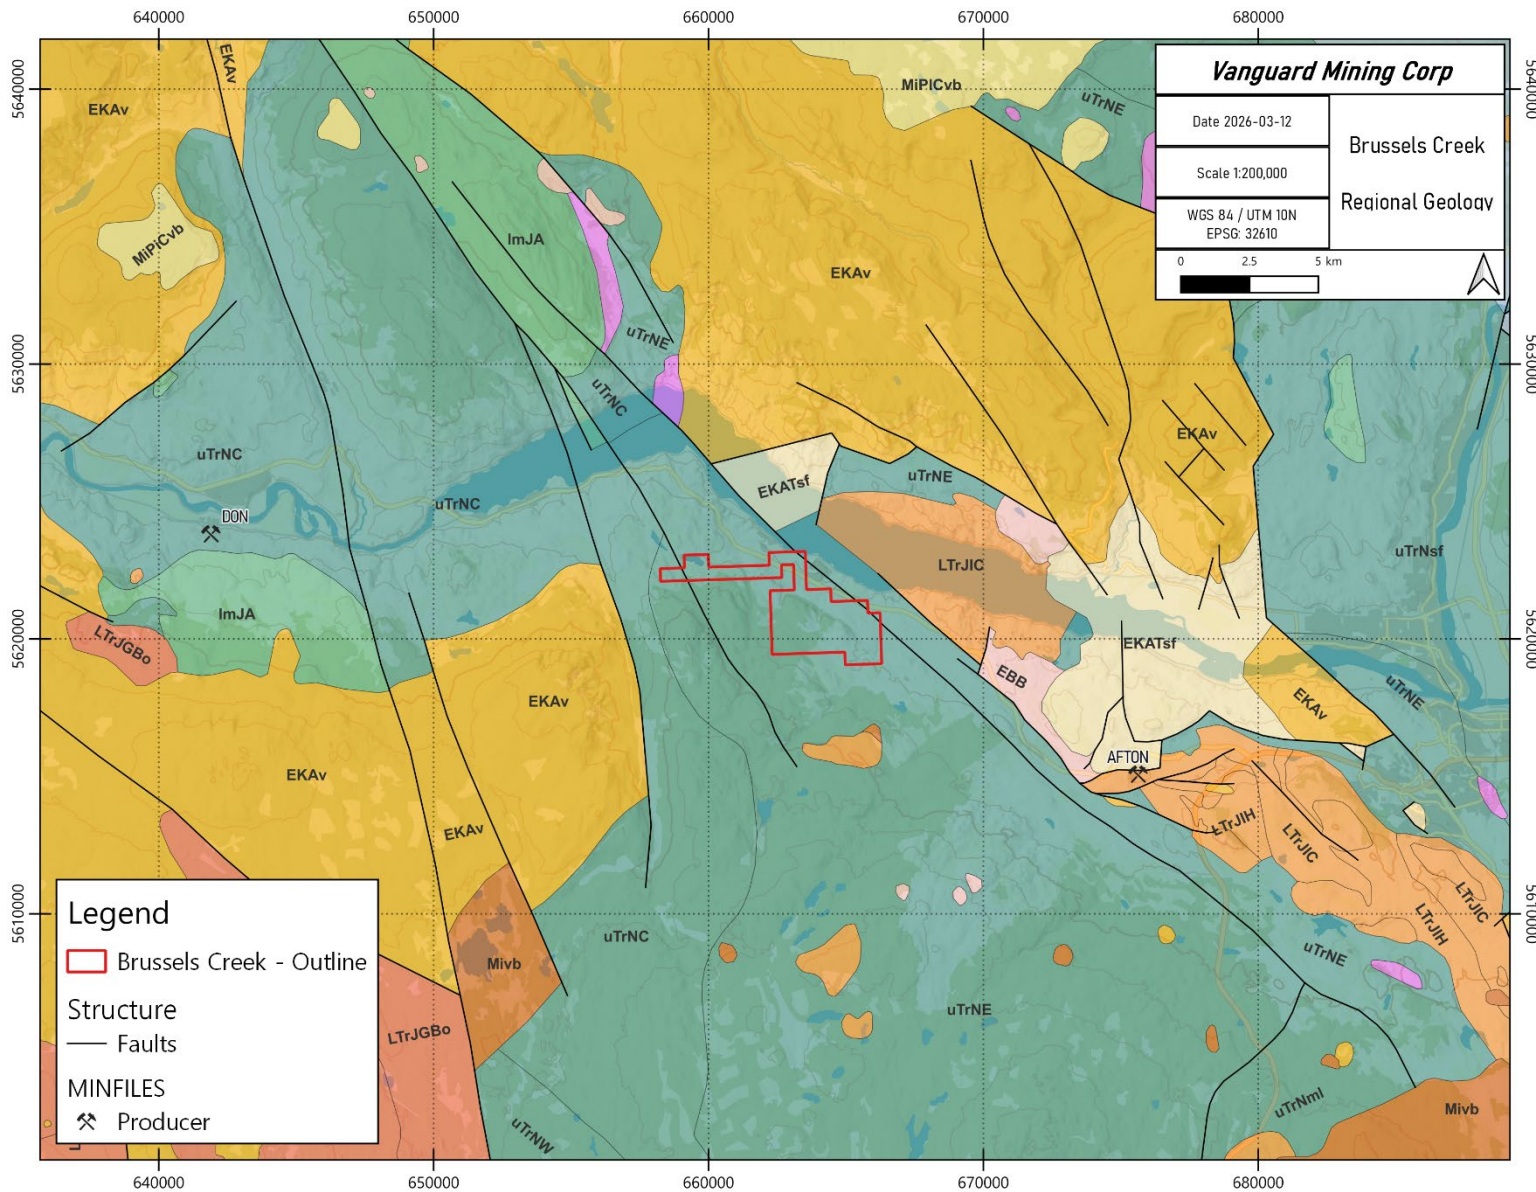 640000
650000
660000
670000
680000
5640000
5630000
5620000
5610000
5640000
5630000
5620000
5610000
640000
650000
660000
670000
680000
Vanguard Mining Corp
Date 2026-03-12
Scale 1:200,000
WGS 84 / UTM 10N
EPSG: 32610
Brussels Creek
Regional Geology
0 2.5 5 km
EKAv
EKAv
MiPlCvb
uTrNE
MiPlCvb
lmJA
EKAv
uTrNE
uTrNC
EKAv
uTrNC
uTrNC
EKATsf
uTrNE
DON
uTrNsf
LTrJIC
lmJA
LTrJGBo
EKATsf
EBB
EKAv
EKAv
uTrNE
EKAv
AFTON
EKAv
LTrJIH
LTrJIC
LTrJIC
LTrJIH
uTrNC
uTrNE
Mivb
uTrNE
LTrJGBo
uTrNml
Mivb
uTrNW
L
Legend
Brussels Creek - Outline
Structure
Faults
MINFILES
Producer